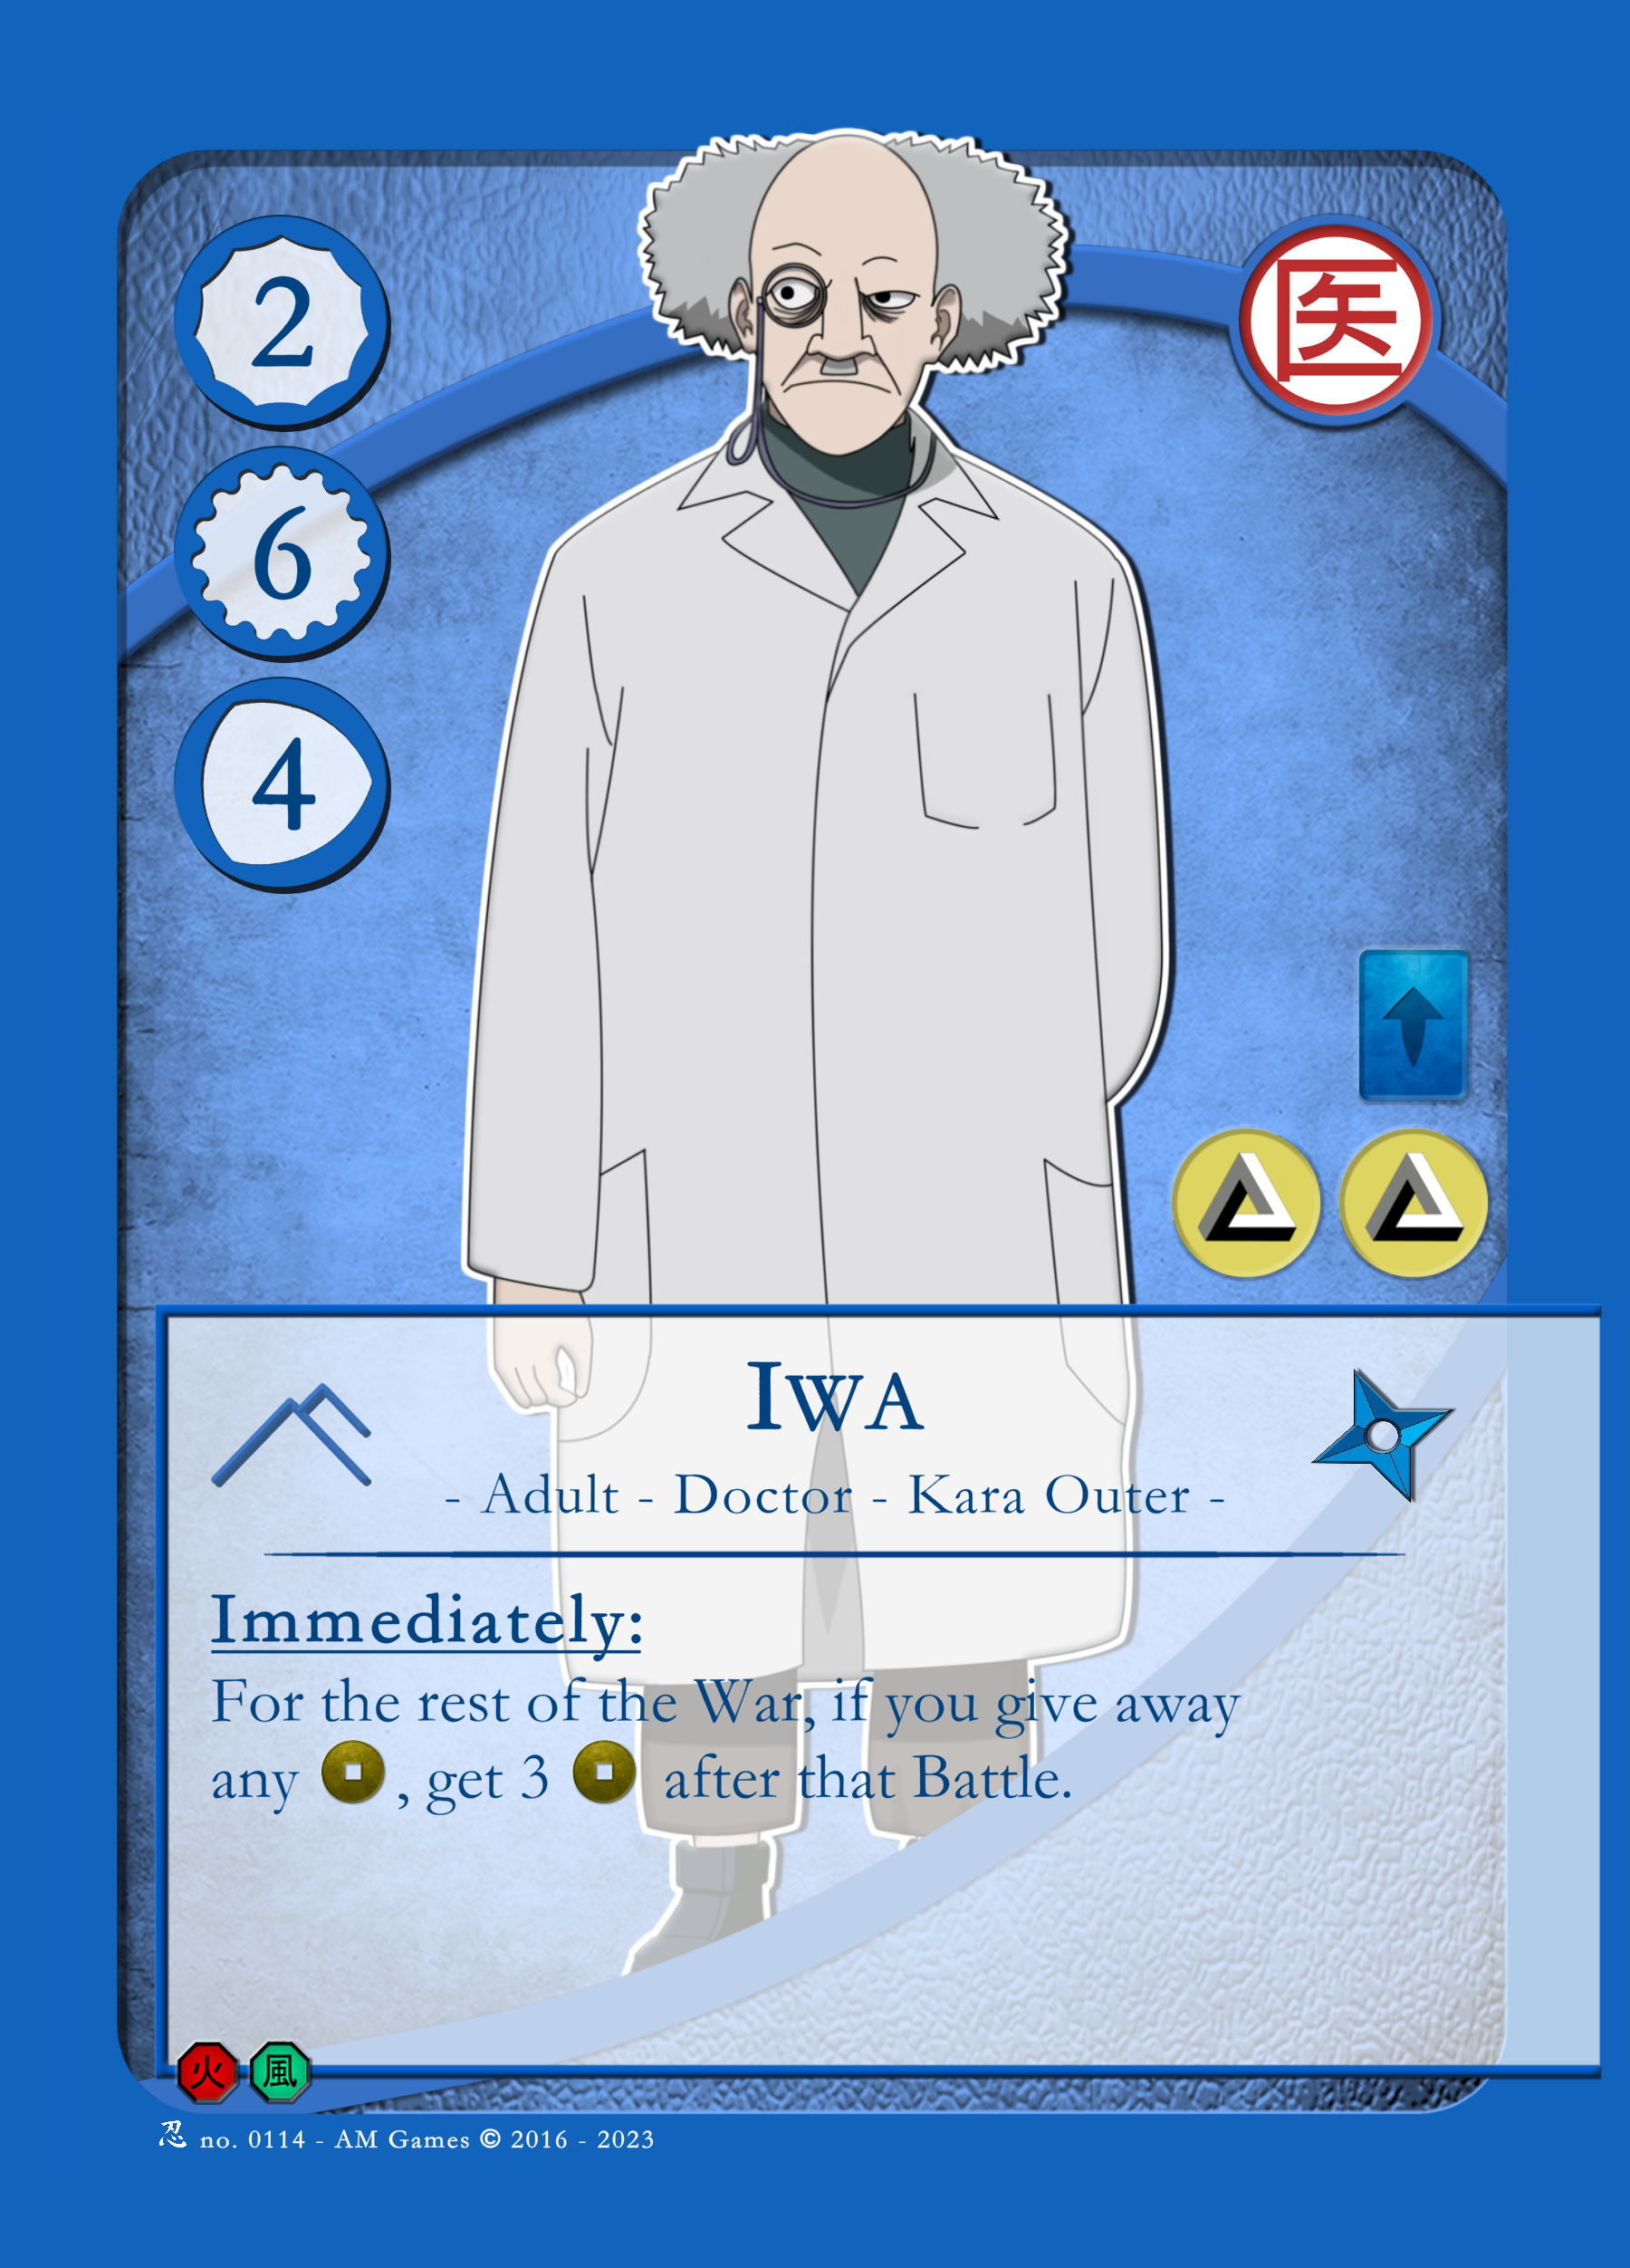 2
医
6
4
IWA
- Adult - Doctor - Kara Outer -
Immediately:
For the rest of the War, if you give away
any , get 3 after that Battle.
火 風
忍 no. 0114 - AM Games © 2016 - 2023